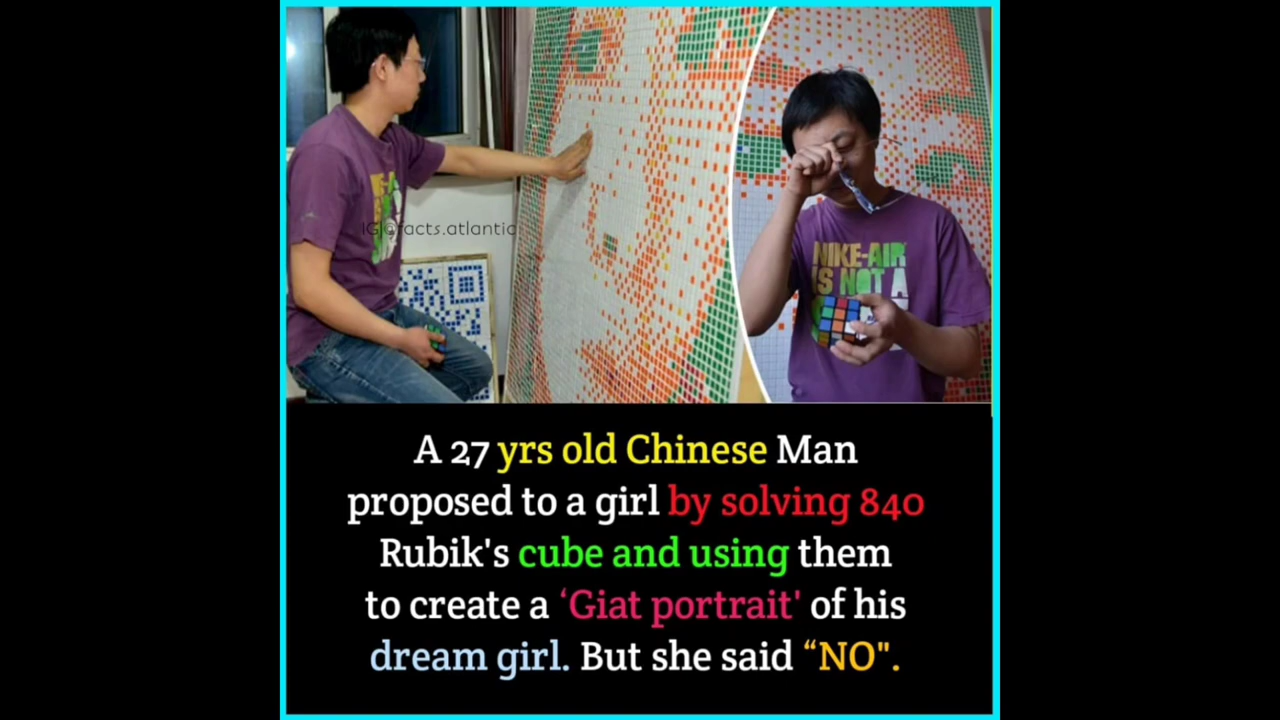 IG|@facts.atlantic
NIKE-AIR
IS NOT A
A 27 yrs old Chinese Man
proposed to a girl by solving 840
Rubik's cube and using them
to create a ‘Giat portrait' of his
dream girl. But she said “NO".